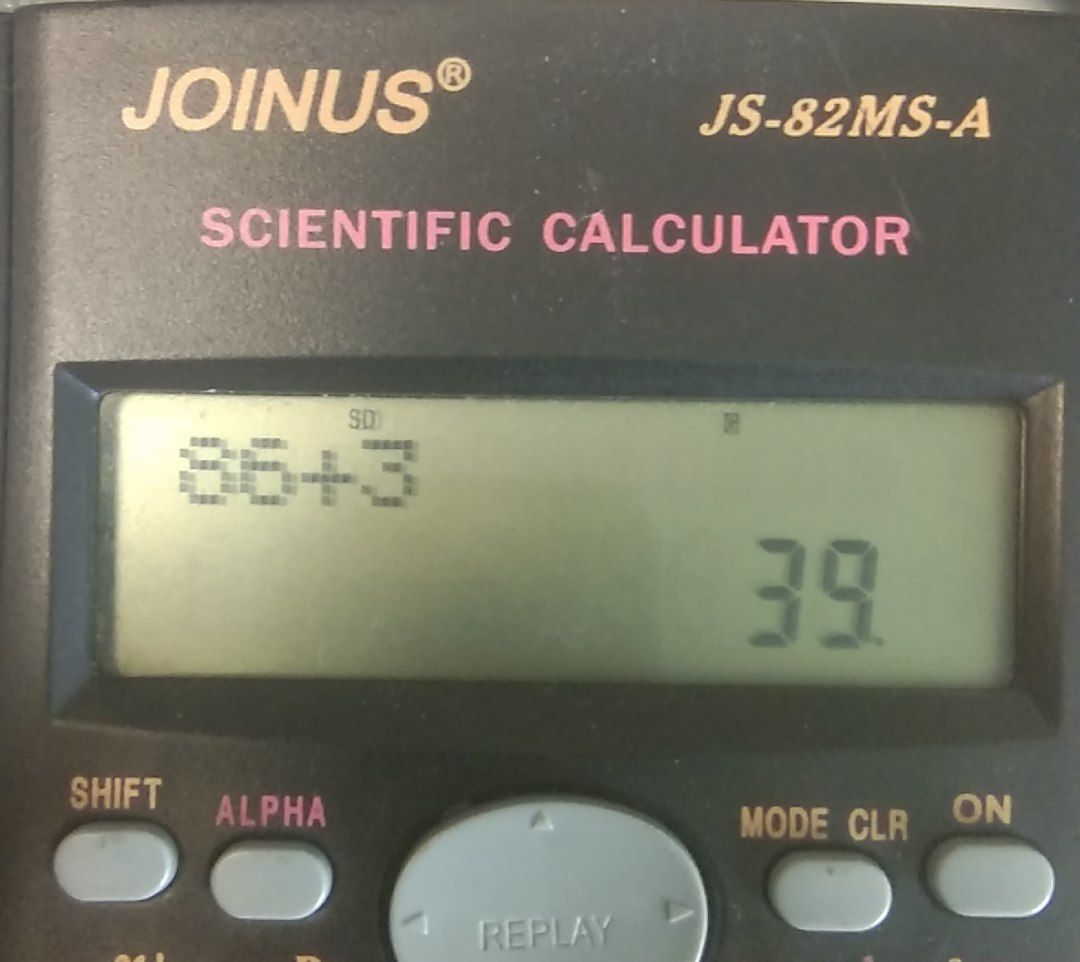 JOINUS®
JS-82MS-A
SCIENTIFIC CALCULATOR
SD G
86+3
39.
SHIFT ALPHA MODE CLR ON
REPLAY